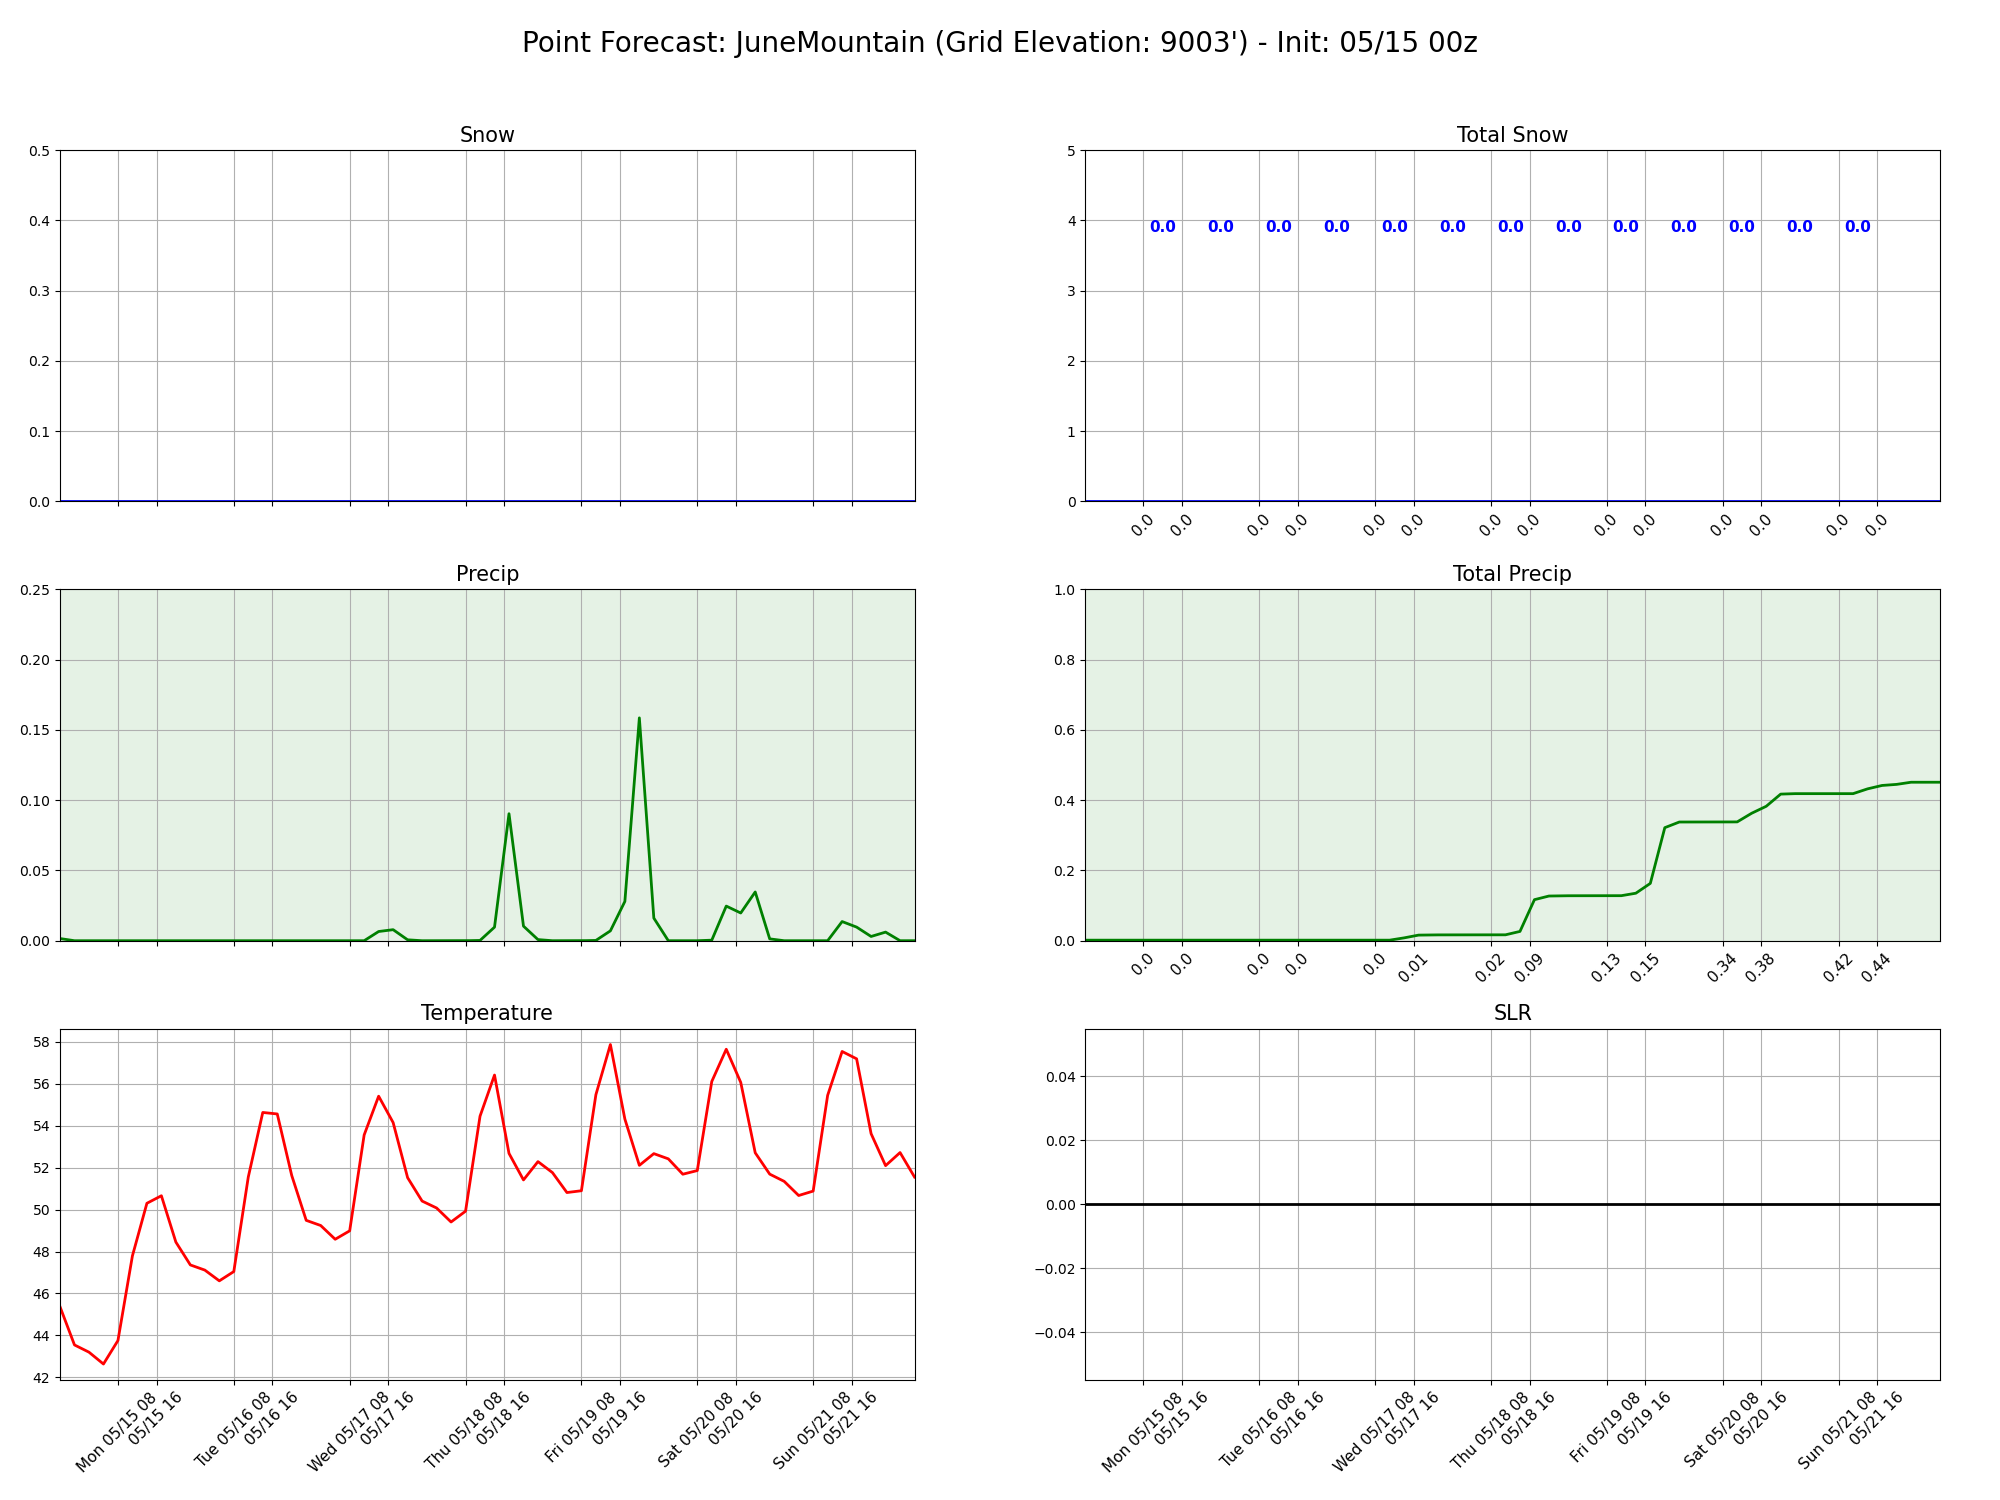 Point Forecast: JuneMountain (Grid Elevation: 9003') - Init: 05/15 00z
Snow
0.5
0.4
0.3
0.2
0.1
0.0
Total Snow
5
4
3
2
1
0
0.0 0.0 0.0 0.0 0.0 0.0 0.0 0.0 0.0 0.0 0.0 0.0 0.0
0.0 0.0 0.0 0.0 0.0 0.0 0.0 0.0 0.0 0.0 0.0 0.0 0.0 0.0
Precip
0.25
0.20
0.15
0.10
0.05
0.00
Total Precip
1.0
0.8
0.6
0.4
0.2
0.0
0.0 0.0 0.0 0.0 0.0 0.01 0.02 0.09 0.13 0.15 0.34 0.38 0.42 0.44
Temperature
58
56
54
52
50
48
46
44
42
Mon 05/15 08
05/15 16
Tue 05/16 08
05/16 16
Wed 05/17 08
05/17 16
Thu 05/18 08
05/18 16
Fri 05/19 08
05/19 16
Sat 05/20 08
05/20 16
Sun 05/21 08
05/21 16
SLR
0.04
0.02
0.00
−0.02
−0.04
Mon 05/15 08
05/15 16
Tue 05/16 08
05/16 16
Wed 05/17 08
05/17 16
Thu 05/18 08
05/18 16
Fri 05/19 08
05/19 16
Sat 05/20 08
05/20 16
Sun 05/21 08
05/21 16